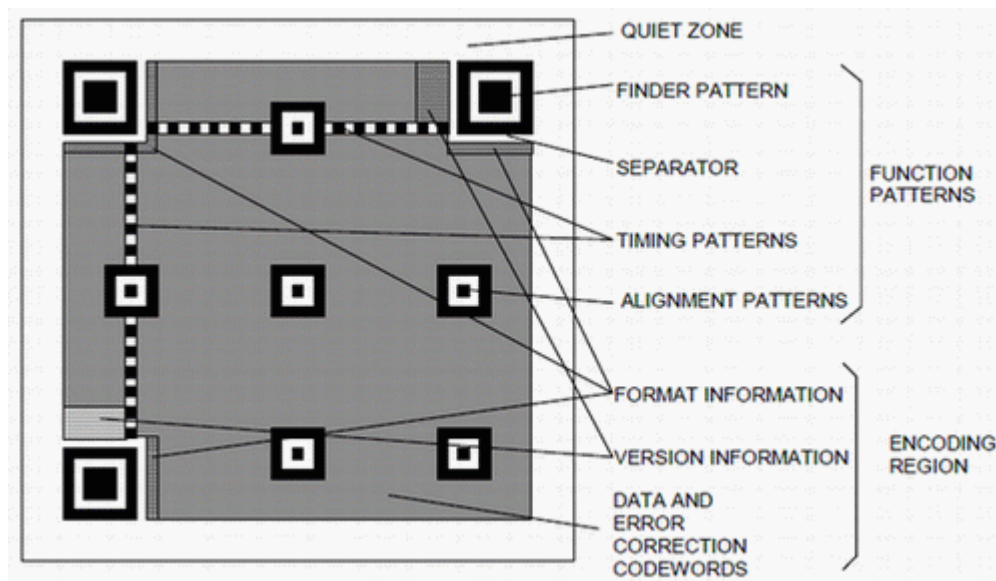 QUIET ZONE
FINDER PATTERN
SEPARATOR
FUNCTION
PATTERNS
TIMING PATTERNS
ALIGNMENT PATTERNS
FORMAT INFORMATION
VERSION INFORMATION
ENCODING
REGION
DATA AND
ERROR
CORRECTION
CODEWORDS